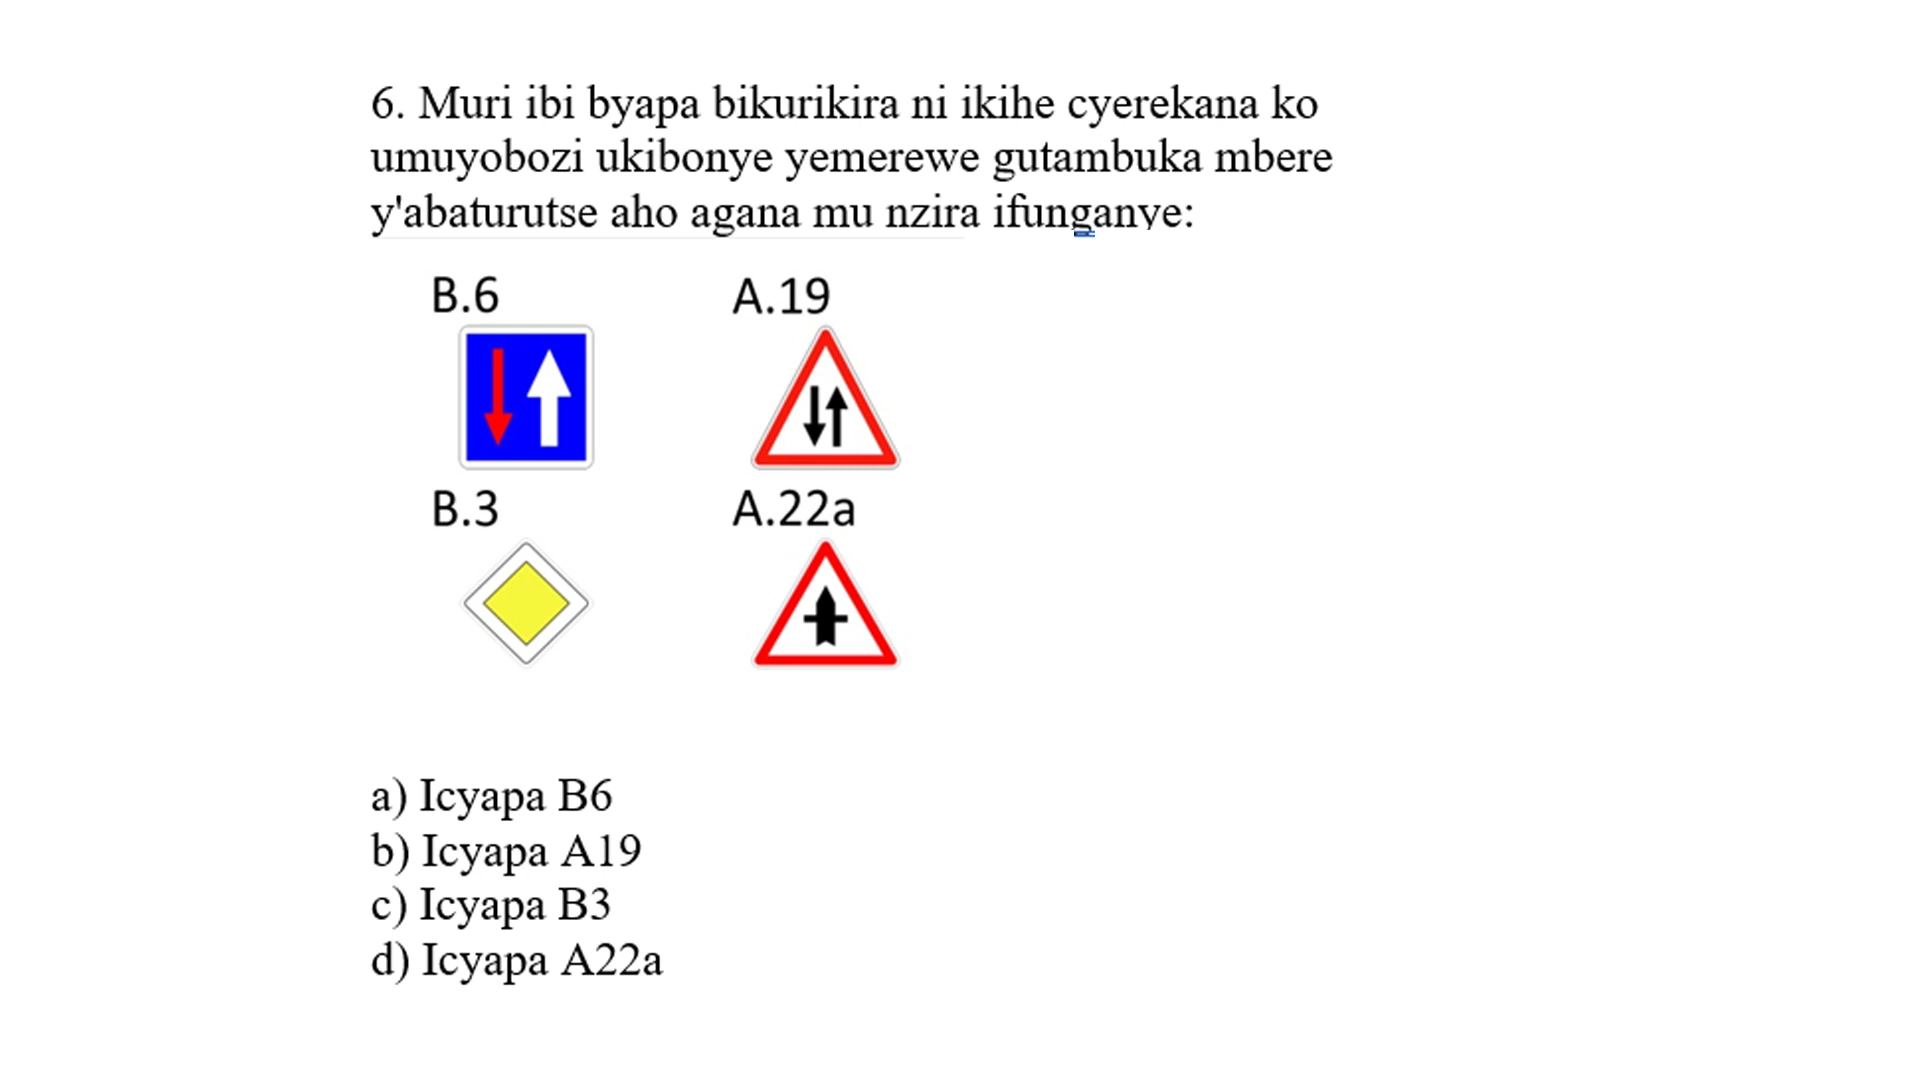 6. Muri ibi byapa bikurikira ni ikihe cyerekana ko
umuyobozi ukibonye yemerewe gutambuka mbere
y'abaturutse aho agana mu nzira ifunganye:
B.6 A.19
B.3 A.22a
a) Icyapa B6
b) Icyapa A19
c) Icyapa B3
d) Icyapa A22a